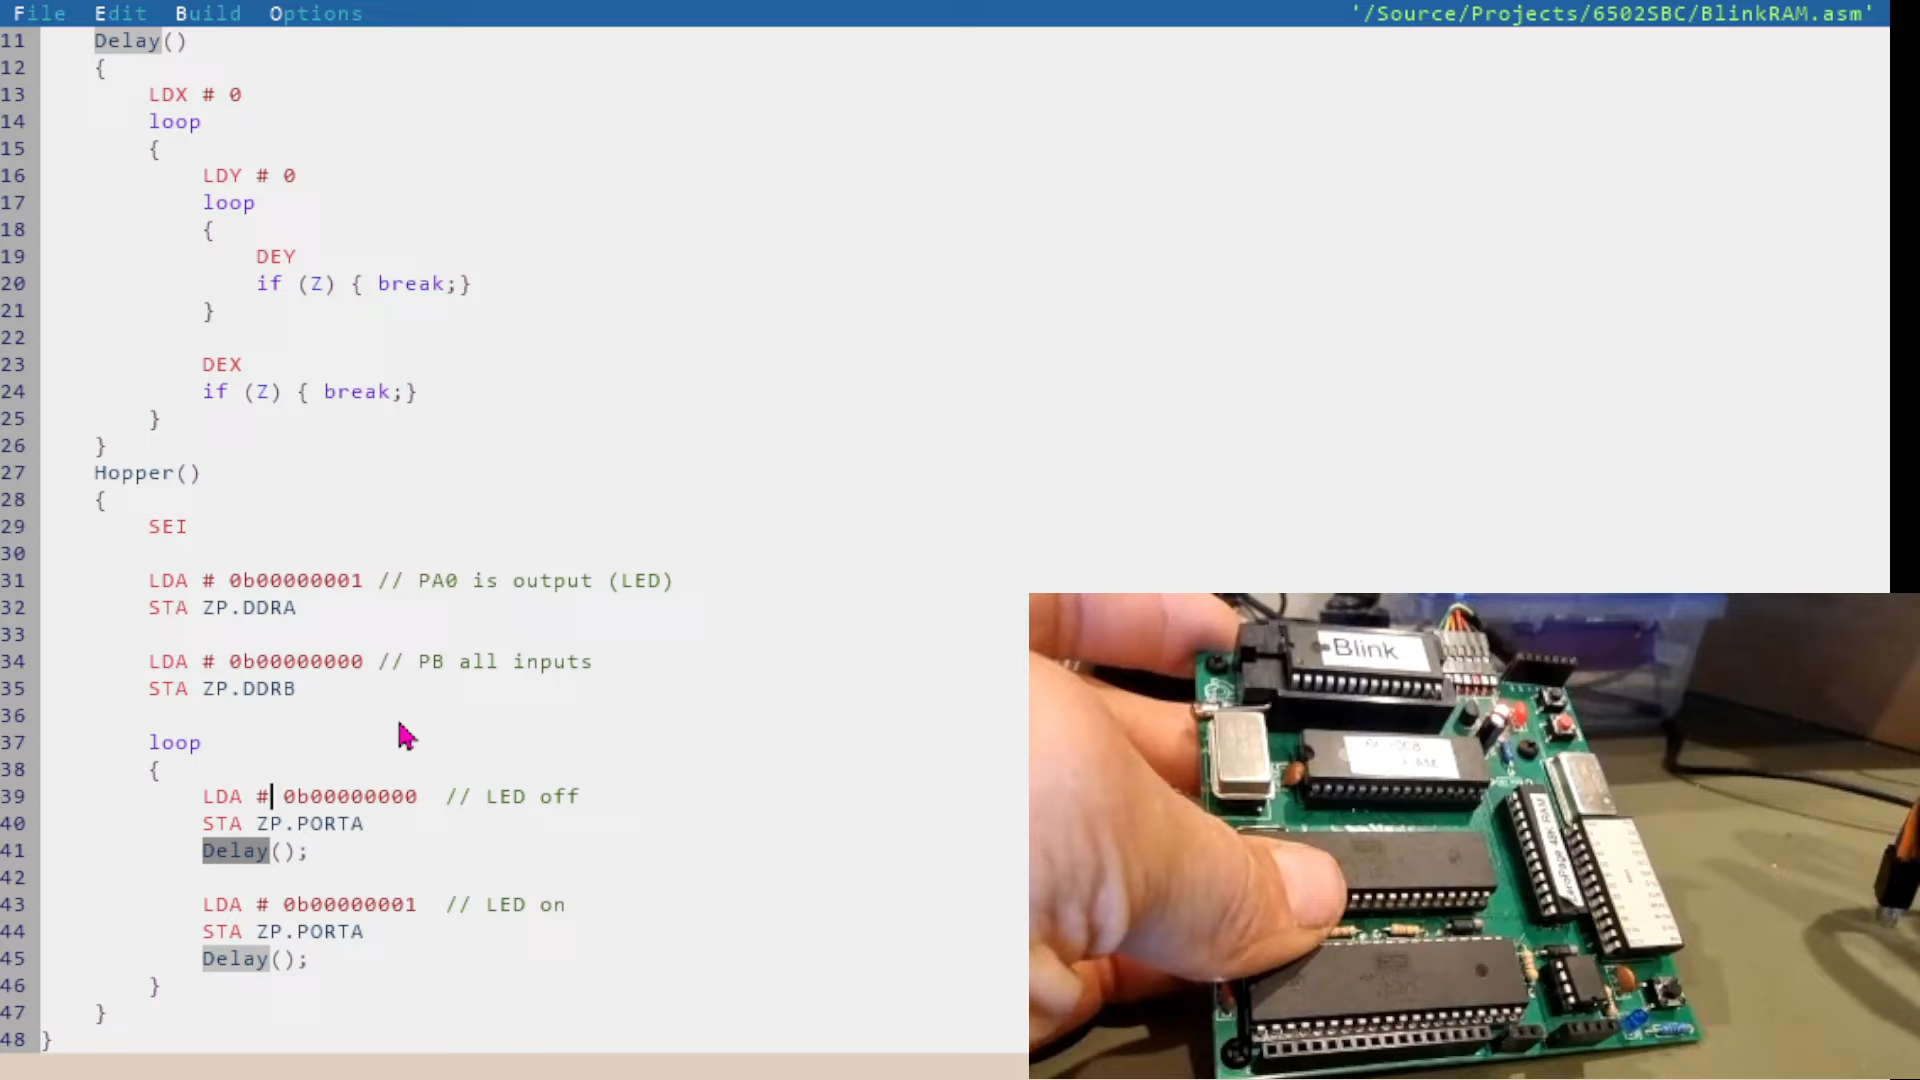 File Edit Build Options '/Source/Projects/6502SBC/BlinkRAM.asm'
11 Delay()
12 {
13 LDX # 0
14 loop
15 {
16 LDY # 0
17 loop
18 {
19 DEY
20 if (Z) { break;}
21 }
22
23 DEX
24 if (Z) { break;}
25 }
26 }
27 Hopper()
28 {
29 SEI
30
31 LDA # 0b00000001 // PA0 is output (LED)
32 STA ZP.DDRA
33
34 LDA # 0b00000000 // PB all inputs
35 STA ZP.DDRB
36
37 loop
38 {
39 LDA # 0b00000000 // LED off
40 STA ZP.PORTA
41 Delay();
42
43 LDA # 0b00000001 // LED on
44 STA ZP.PORTA
45 Delay();
46 }
47 }
48 }
Blink
48K RAM